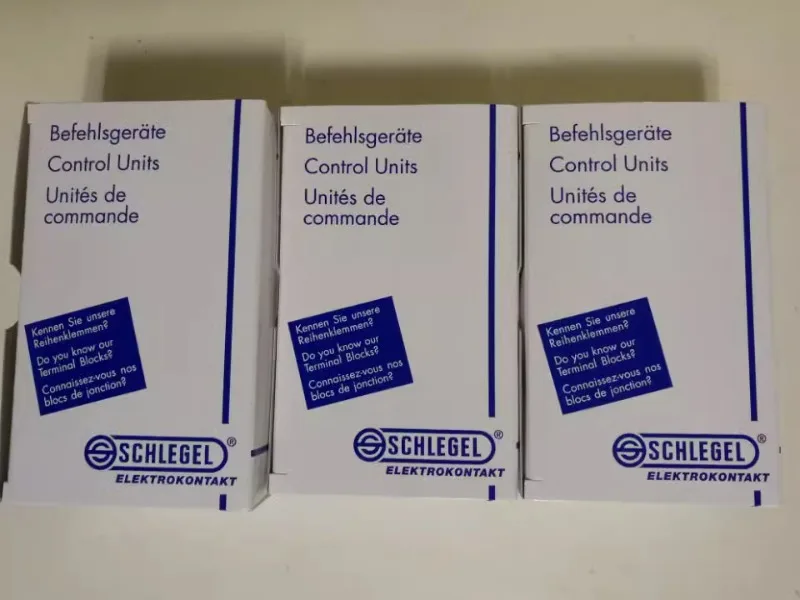 Befehlsgeräte
Control Units
Unités de
commande
Kennen Sie unsere
Reihenklemmen?
Do you know our
Terminal Blocks?
Connaissez-vous nos
blocs de jonction?
SCHLEGEL®
ELEKTROKONTAKT
Befehlsgeräte
Control Units
Unités de
commande
Kennen Sie unsere
Reihenklemmen?
Do you know our
Terminal Blocks?
Connaissez-vous nos
blocs de jonction?
SCHLEGEL®
ELEKTROKONTAKT
Befehlsgeräte
Control Units
Unités de
commande
Kennen Sie unsere
Reihenklemmen?
Do you know our
Terminal Blocks?
Connaissez-vous nos
blocs de jonction?
SCHLEGEL®
ELEKTROKONTAKT